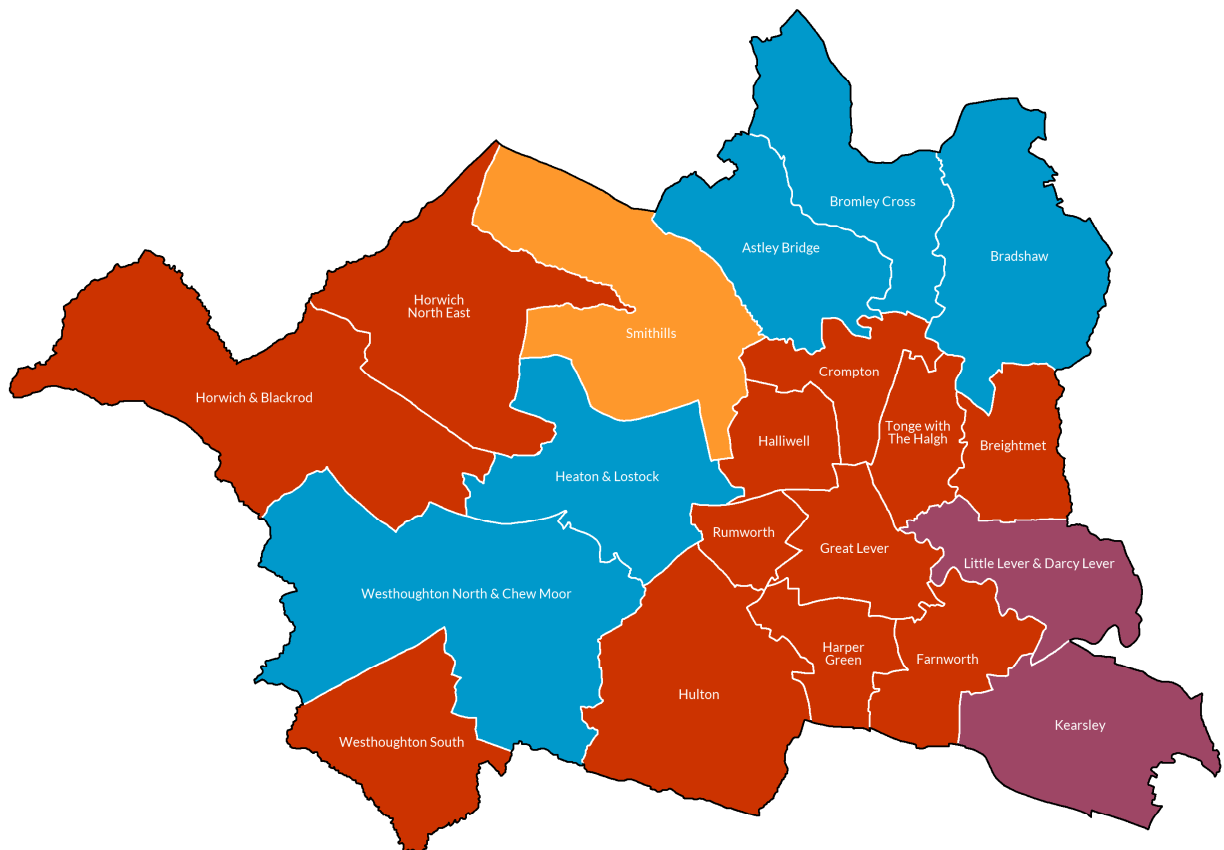 Bromley Cross
Astley Bridge
Bradshaw
Horwich
North East
Smithills
Crompton
Horwich & Blackrod
Tonge with
The Halgh
Halliwell
Breightmet
Heaton & Lostock
Rumworth
Great Lever
Little Lever & Darcy Lever
Westhoughton North & Chew Moor
Harper
Green
Farnworth
Hulton
Kearsley
Westhoughton South